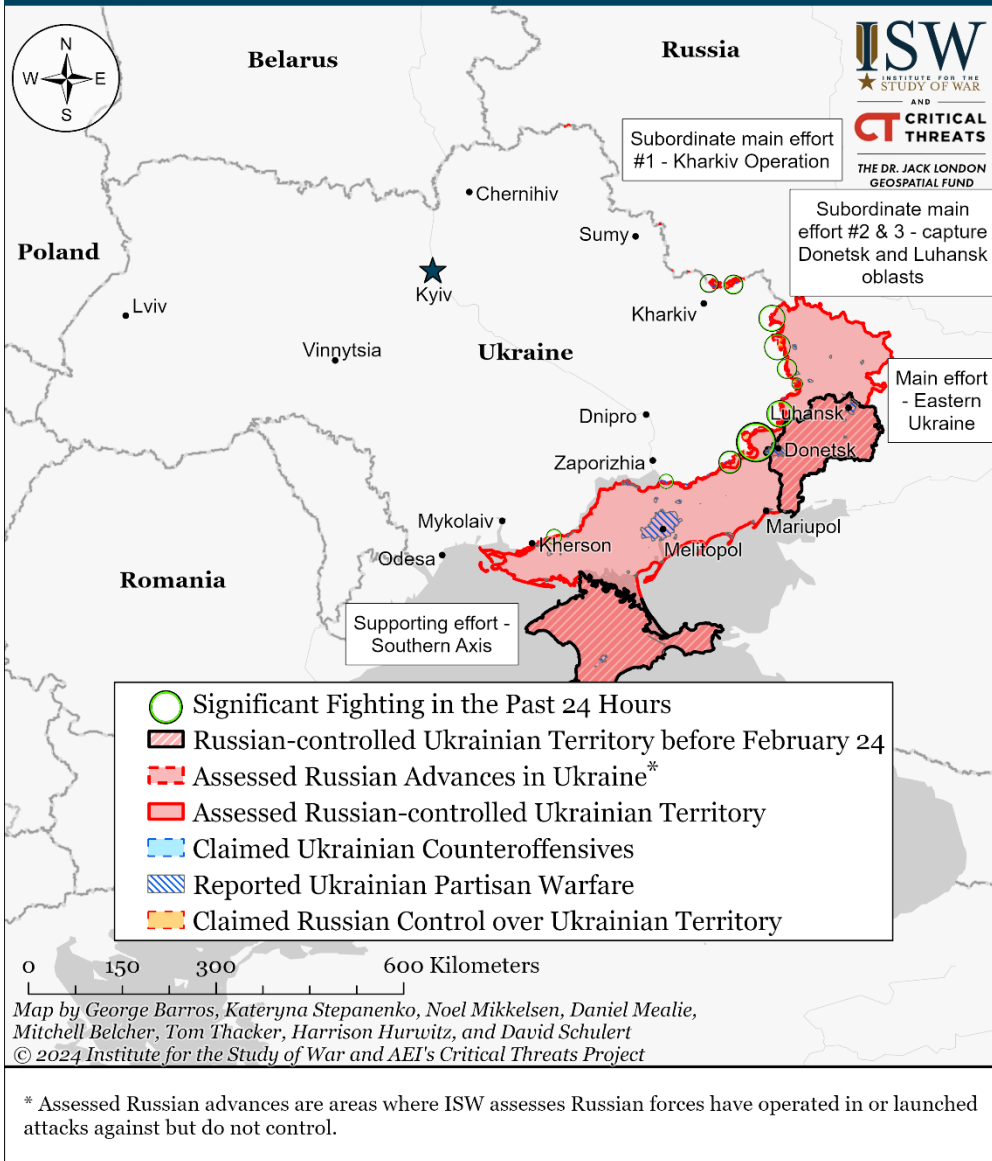 N
W
E
S
Belarus
Russia
ISW
INSTITUTE FOR THE
STUDY OF WAR
AND
CT CRITICAL
THREATS
THE DR. JACK LONDON
GEOSPATIAL FUND
Subordinate main effort
#1 - Kharkiv Operation
Subordinate main
effort #2 & 3 - capture
Donetsk and Luhansk
oblasts
Chernihiv
Sumy
Poland
Kyiv
Lviv
Kharkiv
Vinnytsia
Ukraine
Main effort
- Eastern
Ukraine
Dnipro
Luhansk
Donetsk
Zaporizhia
Mykolaiv
Mariupol
Kherson
Melitopol
Odesa
Romania
Supporting effort -
Southern Axis
Significant Fighting in the Past 24 Hours
Russian-controlled Ukrainian Territory before February 24
Assessed Russian Advances in Ukraine*
Assessed Russian-controlled Ukrainian Territory
Claimed Ukrainian Counteroffensives
Reported Ukrainian Partisan Warfare
Claimed Russian Control over Ukrainian Territory
0 150 300 600 Kilometers
Map by George Barros, Kateryna Stepanenko, Noel Mikkelsen, Daniel Mealie,
Mitchell Belcher, Tom Thacker, Harrison Hurwitz, and David Schulert
© 2024 Institute for the Study of War and AEI's Critical Threats Project
* Assessed Russian advances are areas where ISW assesses Russian forces have operated in or launched
attacks against but do not control.